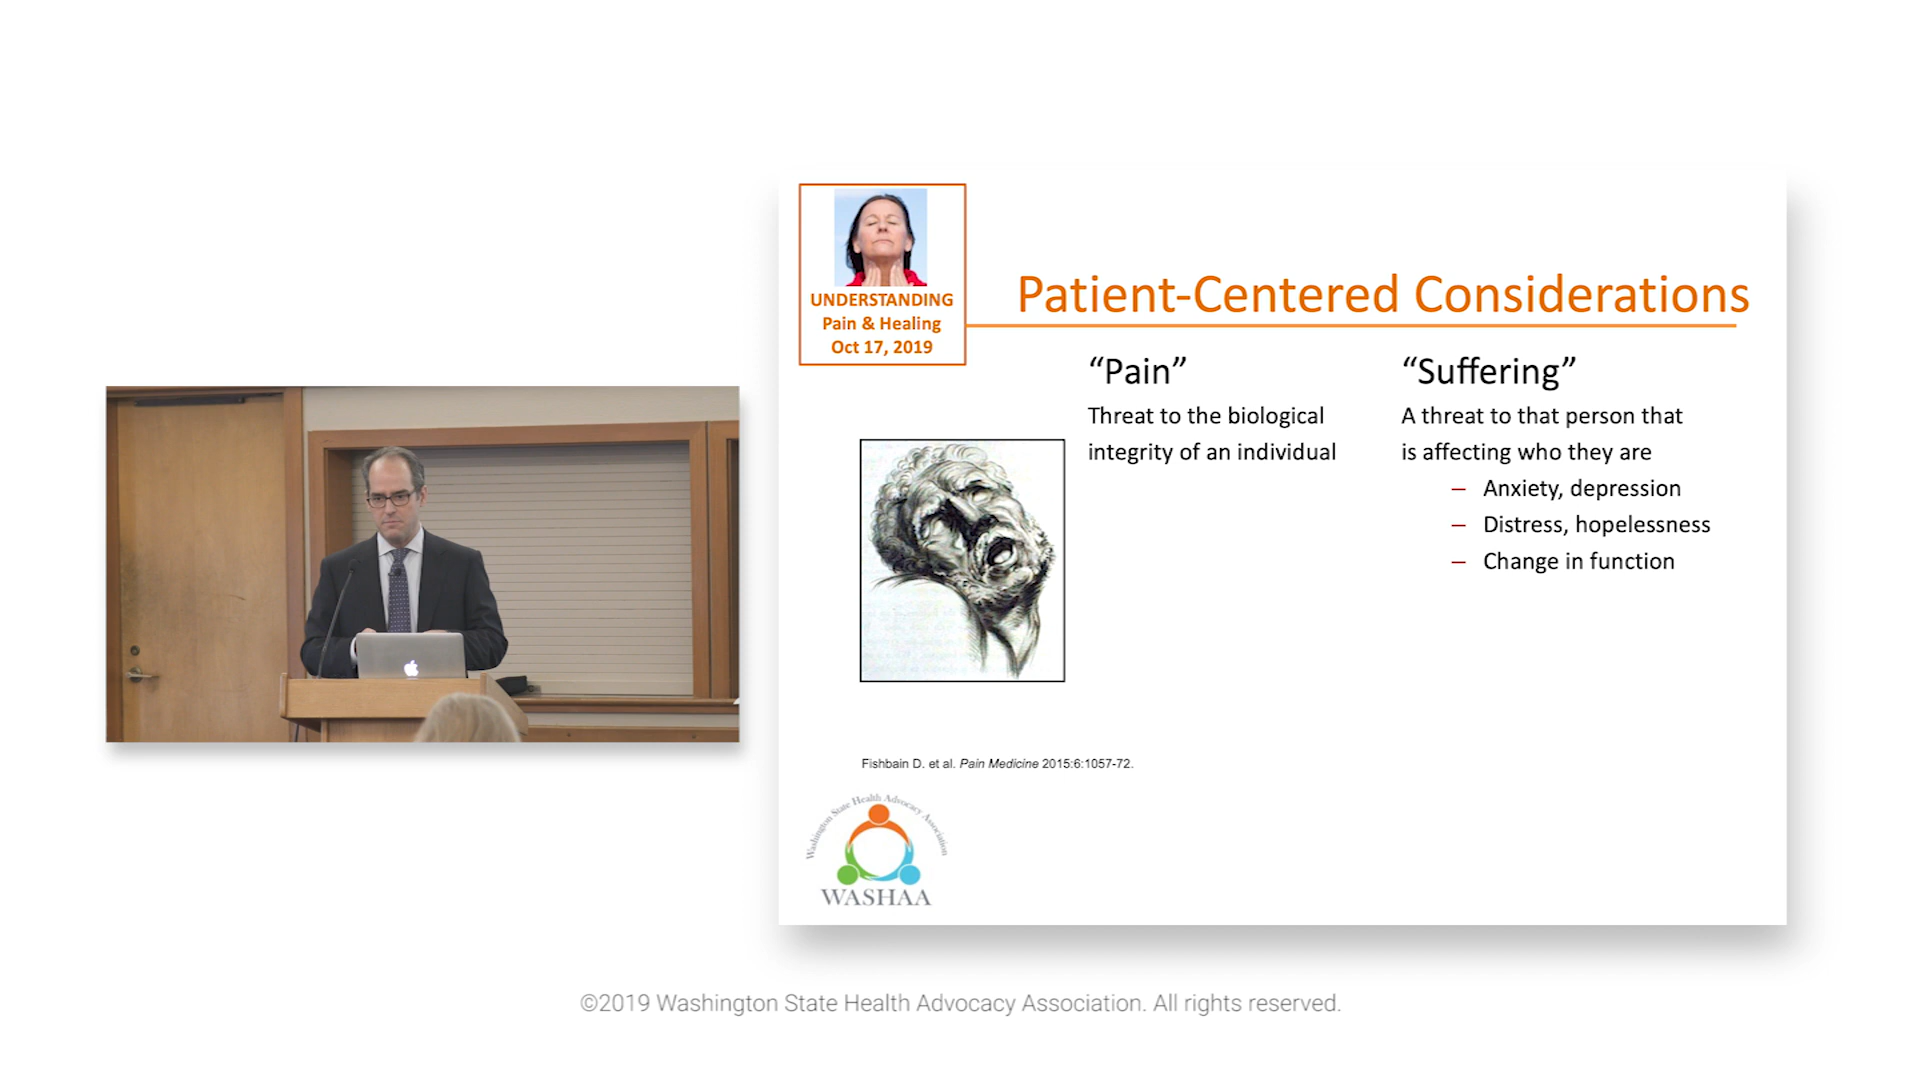 UNDERSTANDING
Pain & Healing
Oct 17, 2019
Patient-Centered Considerations
“Pain”
Threat to the biological
integrity of an individual
“Suffering”
A threat to that person that
is affecting who they are
– Anxiety, depression
– Distress, hopelessness
– Change in function
Fishbain D. et al. Pain Medicine 2015:6:1057-72.
Washington State Health Advocacy Association
WASHAA
©2019 Washington State Health Advocacy Association. All rights reserved.